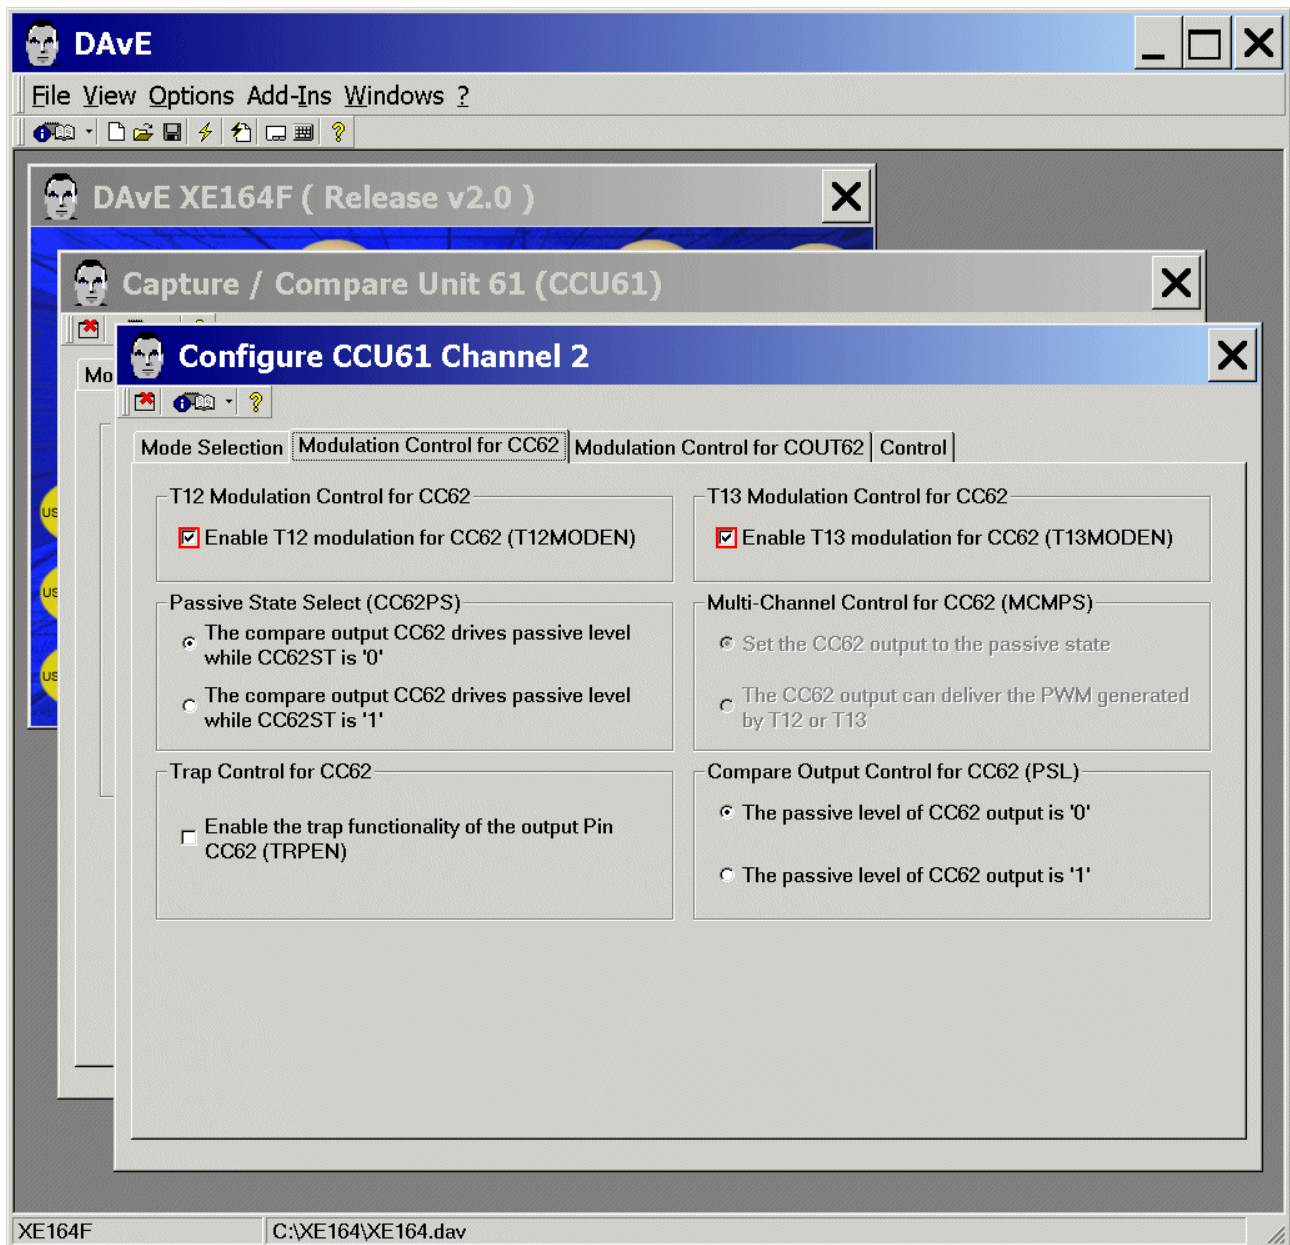 DAvE
File View Options Add-Ins Windows ?
DAvE XE164F ( Release v2.0 )
Capture / Compare Unit 61 (CCU61)
Mo
Configure CCU61 Channel 2
Mode Selection Modulation Control for CC62 Modulation Control for COUT62 Control
T12 Modulation Control for CC62
Enable T12 modulation for CC62 (T12MODEN)
T13 Modulation Control for CC62
Enable T13 modulation for CC62 (T13MODEN)
Passive State Select (CC62PS)
The compare output CC62 drives passive level
while CC62ST is '0'
The compare output CC62 drives passive level
while CC62ST is '1'
Multi-Channel Control for CC62 (MCMPS)
Set the CC62 output to the passive state
The CC62 output can deliver the PWM generated
by T12 or T13
Trap Control for CC62
Enable the trap functionality of the output Pin
CC62 (TRPEN)
Compare Output Control for CC62 (PSL)
The passive level of CC62 output is '0'
The passive level of CC62 output is '1'
US
US
US
XE164F C:\XE164\XE164.dav